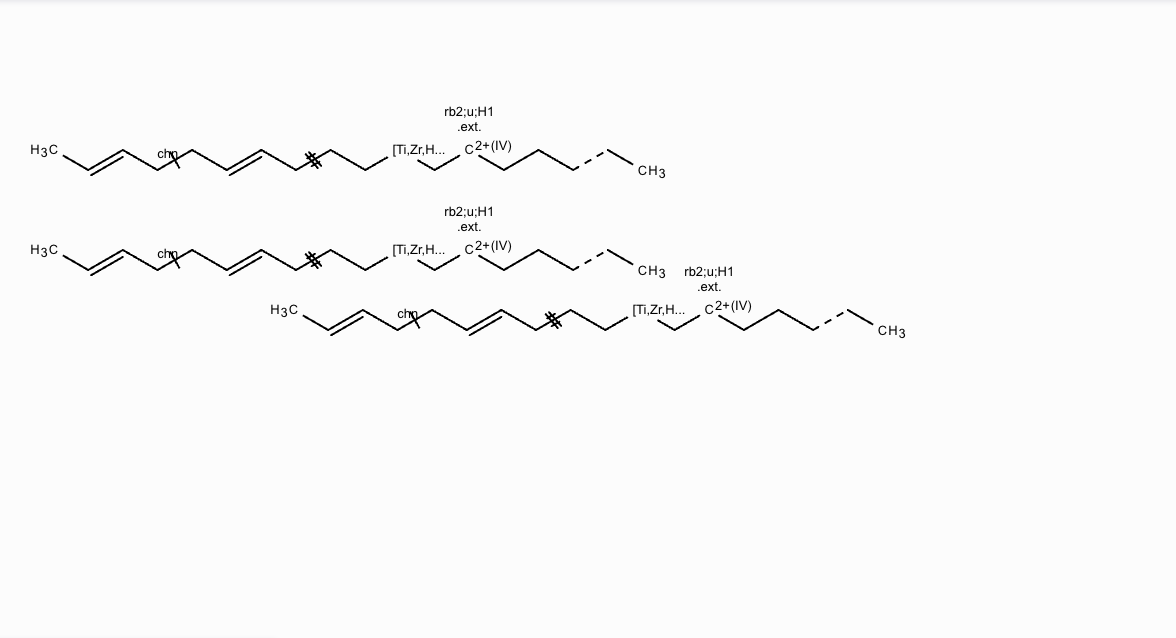 rb2;u;H1
.ext.
H3C chn [Ti,Zr,H... C2+(IV) CH3
rb2;u;H1
.ext.
H3C chn [Ti,Zr,H... C2+(IV) CH3
rb2;u;H1
.ext.
H3C chn [Ti,Zr,H... C2+(IV) CH3